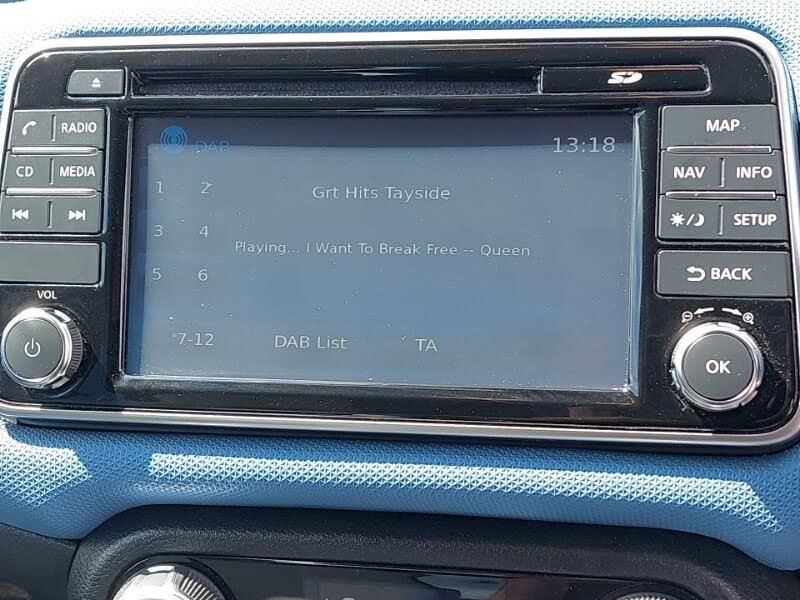 SD
RADIO
CD MEDIA
VOL
DAB 13:18
1 2
Grt Hits Tayside
3 4
Playing... I Want To Break Free -- Queen
5 6
7-12 DAB List TA
MAP
NAV INFO
SETUP
BACK
OK